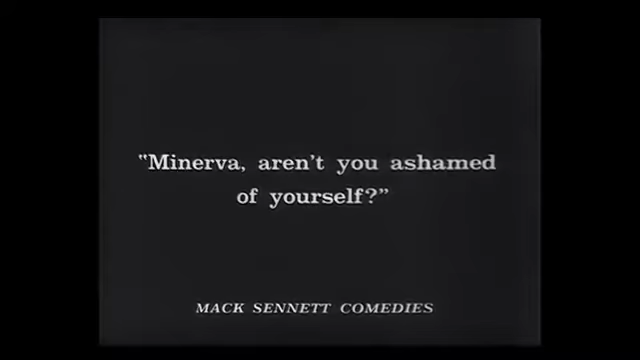 "Minerva, aren't you ashamed
of yourself?"
MACK SENNETT COMEDIES